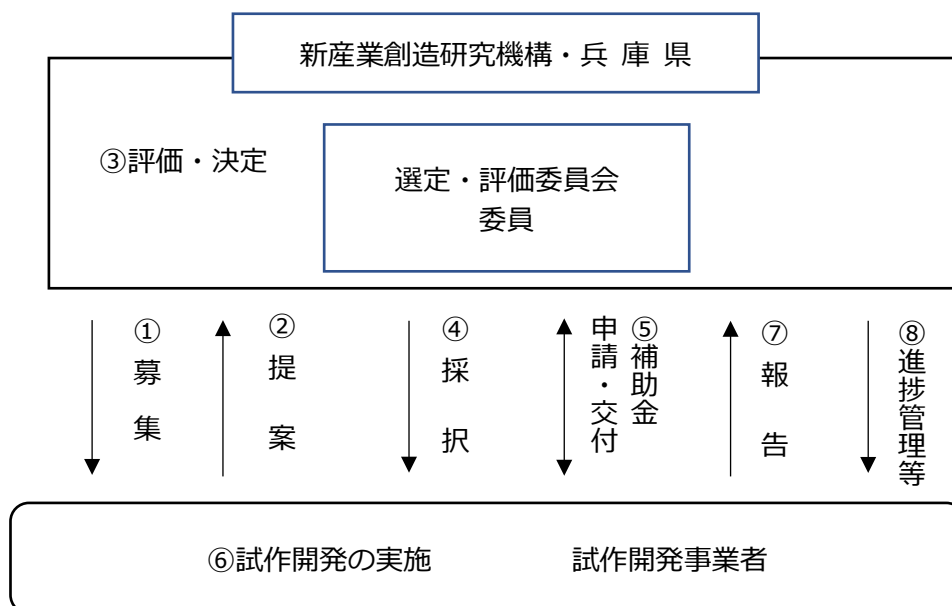 新産業創造研究機構・兵 庫 県
③評価・決定
選定・評価委員会
委員
①募集
②提案
④採択
⑤補助金
申請・交付
⑦報告
⑧進捗管理等
⑥試作開発の実施 試作開発事業者